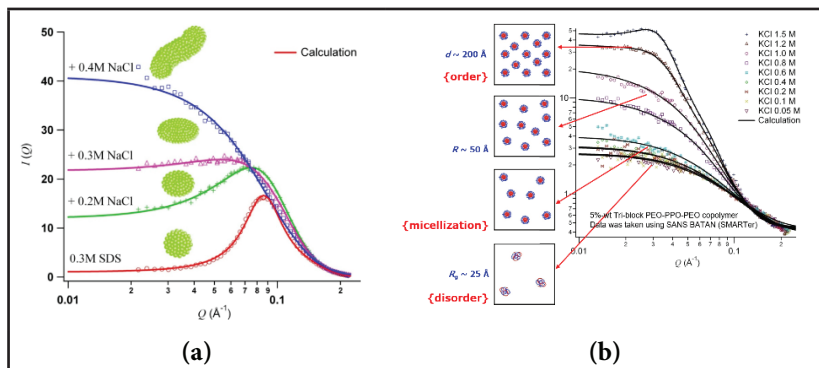 (a)
+ 0.4M NaCl
+ 0.3M NaCl
+ 0.2M NaCl
0.3M SDS
Calculation
I (Q)
50
40
30
20
10
0
0.01
4 5 6 7 8 9
0.1
2
Q (Å⁻¹)
(a)
(b)
d ~ 200 Å
{order}
R ~ 50 Å
{micellization}
Rg ~ 25 Å
{disorder}
KCl 1.5 M
KCl 1.2 M
KCl 1.0 M
KCl 0.8 M
KCl 0.6 M
KCl 0.4 M
KCl 0.2 M
KCl 0.1 M
KCl 0.05 M
Calculation
5%-wt Tri-block PEO-PPO-PEO copolymer
Data was taken using SANS BATAN (SMARTer)
0.01
0.1
Q (Å⁻¹)
(b)